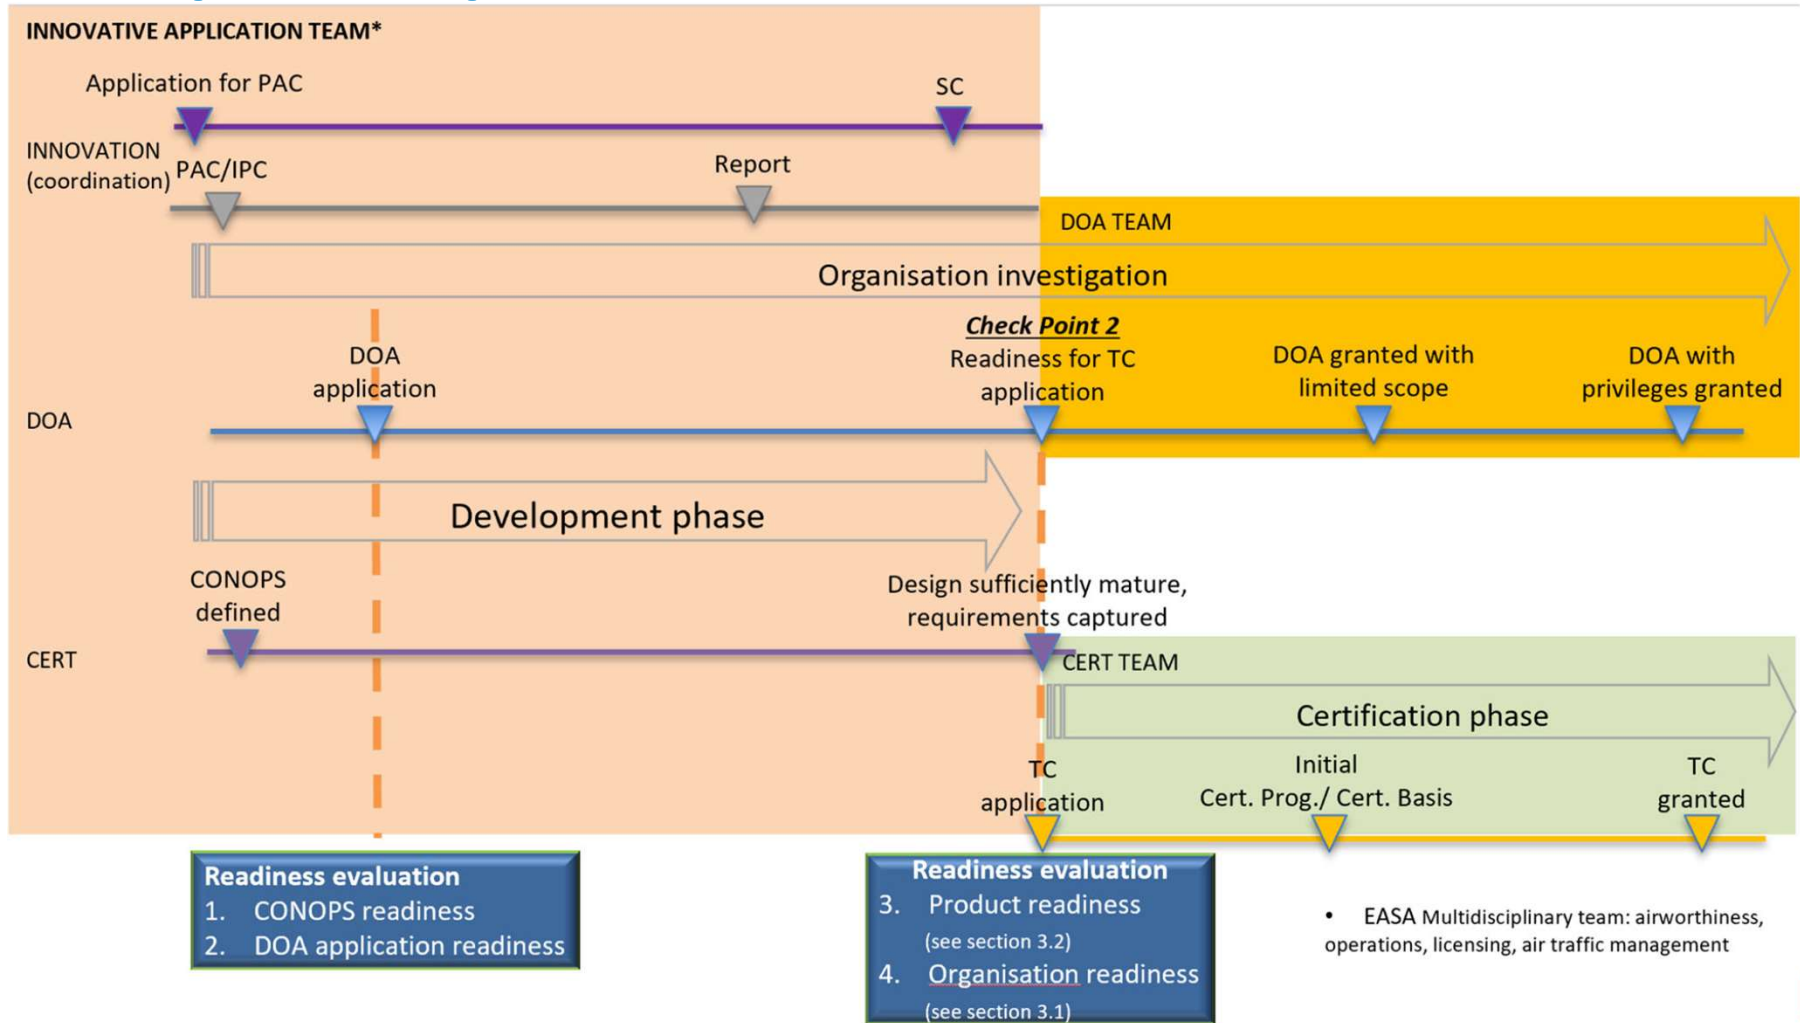 INNOVATIVE APPLICATION TEAM*
Application for PAC
SC
INNOVATION
(coordination)
PAC/IPC
Report
DOA TEAM
Organisation investigation
Check Point 2
Readiness for TC
application
DOA
application
DOA granted with
limited scope
DOA with
privileges granted
DOA
Development phase
CONOPS
defined
Design sufficiently mature,
requirements captured
CERT
CERT TEAM
Certification phase
TC
application
Initial
Cert. Prog./ Cert. Basis
TC
granted
Readiness evaluation
1. CONOPS readiness
2. DOA application readiness
Readiness evaluation
3. Product readiness
(see section 3.2)
4. Organisation readiness
(see section 3.1)
• EASA Multidisciplinary team: airworthiness,
operations, licensing, air traffic management